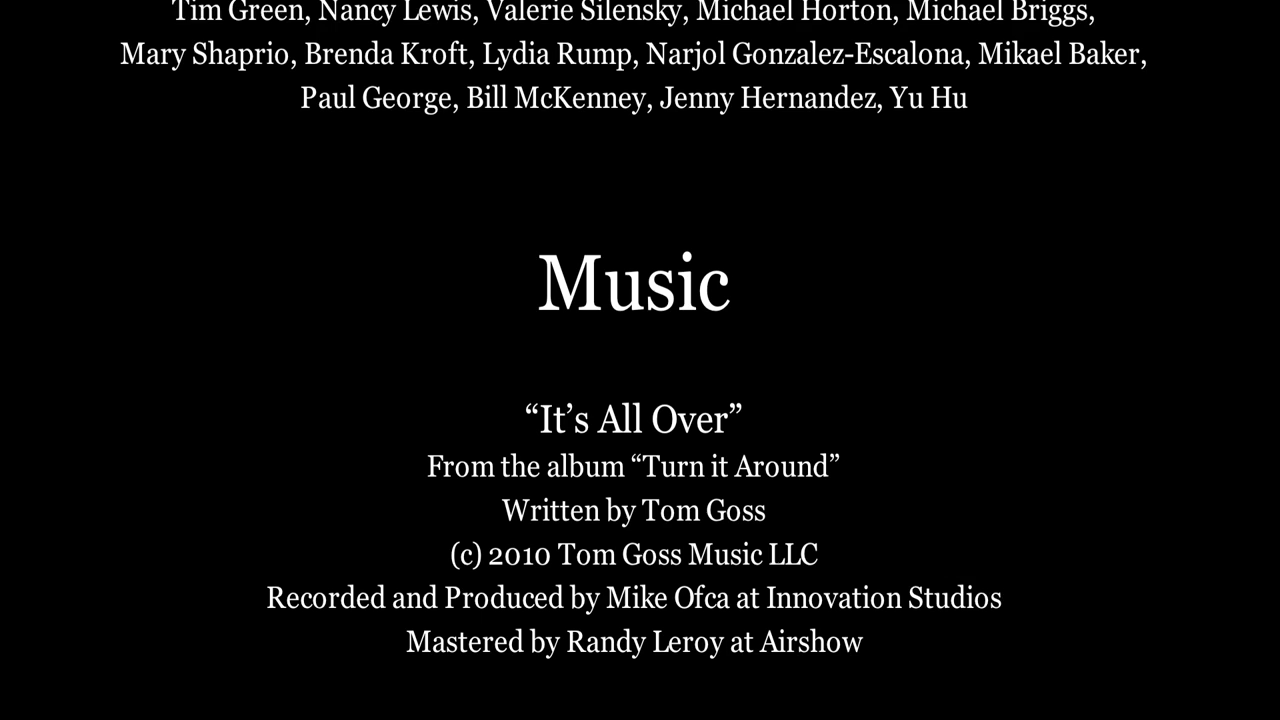 Tim Green, Nancy Lewis, Valerie Silensky, Michael Horton, Michael Briggs,
Mary Shaprio, Brenda Kroft, Lydia Rump, Narjol Gonzalez-Escalona, Mikael Baker,
Paul George, Bill McKenney, Jenny Hernandez, Yu Hu
Music
“It’s All Over”
From the album “Turn it Around”
Written by Tom Goss
(c) 2010 Tom Goss Music LLC
Recorded and Produced by Mike Ofca at Innovation Studios
Mastered by Randy Leroy at Airshow